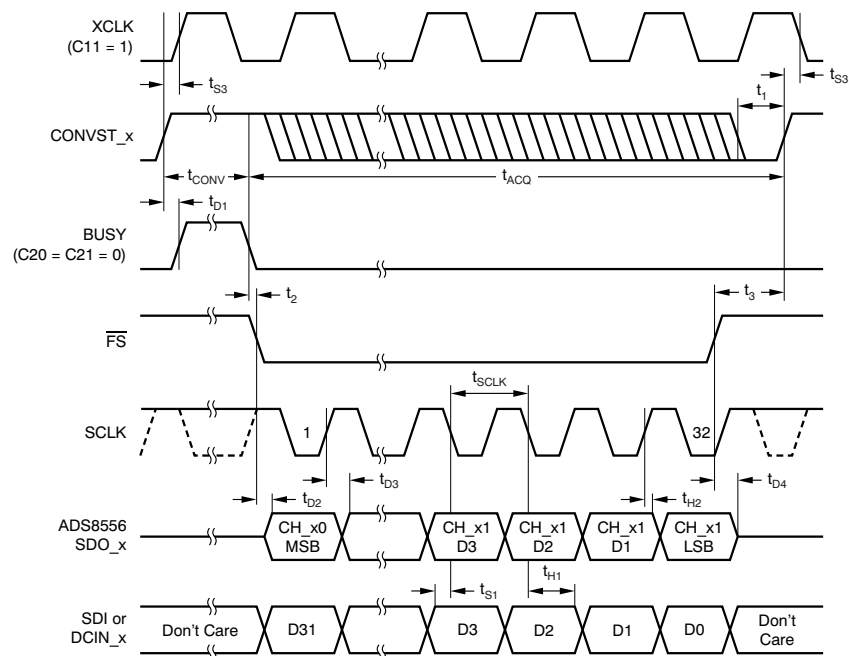 XCLK
(C11 = 1)
tS3
tS3
t1
CONVST_x
tCONV
tACQ
tD1
BUSY
(C20 = C21 = 0)
t2
t3
FS
tSCLK
SCLK
1
32
tD2
tD3
tH2
tD4
ADS8556
SDO_x
CH_x0
MSB
CH_x1
D3
CH_x1
D2
CH_x1
D1
CH_x1
LSB
tS1
tH1
SDI or
DCIN_x
Don't Care
D31
D3
D2
D1
D0
Don't
Care